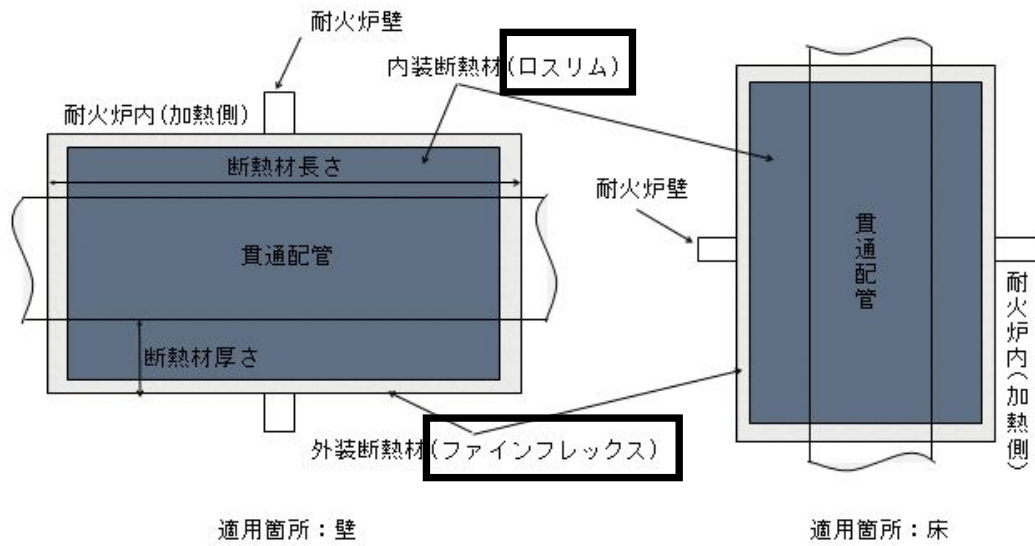 耐火炉壁
内装断熱材(ロスリム)
耐火炉内(加熱側)
断熱材長さ
貫通配管
断熱材厚さ
外装断熱材(ファインフレックス)
適用箇所：壁
耐火炉壁
貫通配管
耐火炉内(加熱側)
適用箇所：床